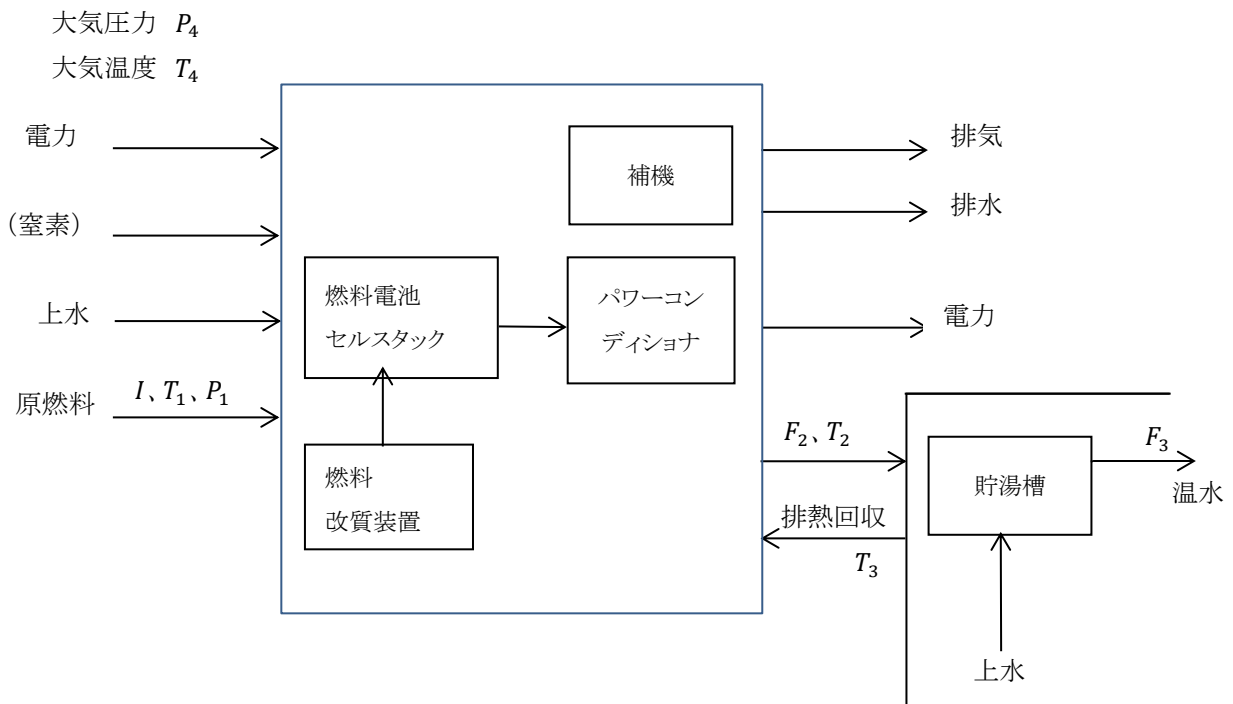 大気圧力 P₄
大気温度 T₄
電力
(窒素)
上水
原燃料
I、T₁、P₁
補機
燃料電池
セルスタック
パワーコン
ディショナ
燃料
改質装置
排気
排水
電力
F₂、T₂
排熱回収
T₃
貯湯槽
F₃
温水
上水